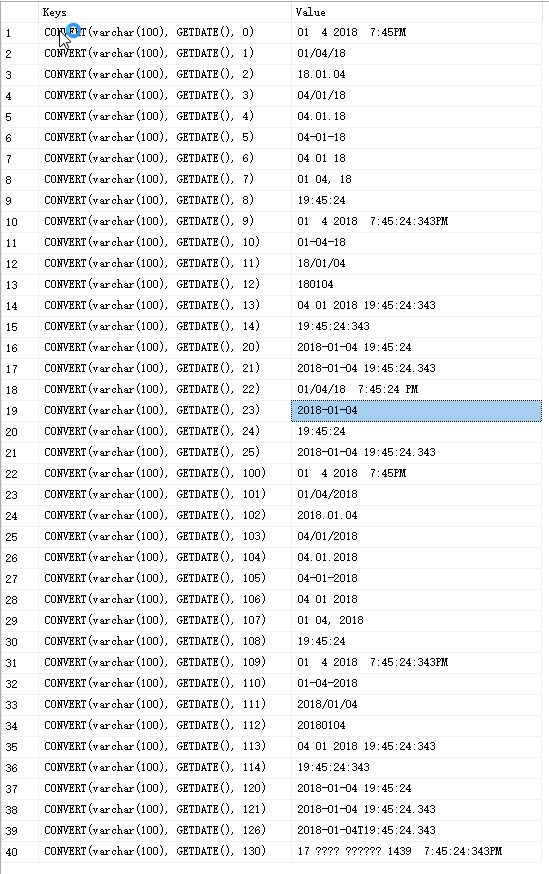 Keys Value
1 CONVERT(varchar(100), GETDATE(), 0) 01  4 2018  7:45PM
2 CONVERT(varchar(100), GETDATE(), 1) 01/04/18
3 CONVERT(varchar(100), GETDATE(), 2) 18.01.04
4 CONVERT(varchar(100), GETDATE(), 3) 04/01/18
5 CONVERT(varchar(100), GETDATE(), 4) 04.01.18
6 CONVERT(varchar(100), GETDATE(), 5) 04-01-18
7 CONVERT(varchar(100), GETDATE(), 6) 04 01 18
8 CONVERT(varchar(100), GETDATE(), 7) 01 04, 18
9 CONVERT(varchar(100), GETDATE(), 8) 19:45:24
10 CONVERT(varchar(100), GETDATE(), 9) 01  4 2018  7:45:24:343PM
11 CONVERT(varchar(100), GETDATE(), 10) 01-04-18
12 CONVERT(varchar(100), GETDATE(), 11) 18/01/04
13 CONVERT(varchar(100), GETDATE(), 12) 180104
14 CONVERT(varchar(100), GETDATE(), 13) 04 01 2018 19:45:24:343
15 CONVERT(varchar(100), GETDATE(), 14) 19:45:24:343
16 CONVERT(varchar(100), GETDATE(), 20) 2018-01-04 19:45:24
17 CONVERT(varchar(100), GETDATE(), 21) 2018-01-04 19:45:24.343
18 CONVERT(varchar(100), GETDATE(), 22) 01/04/18  7:45:24 PM
19 CONVERT(varchar(100), GETDATE(), 23) 2018-01-04
20 CONVERT(varchar(100), GETDATE(), 24) 19:45:24
21 CONVERT(varchar(100), GETDATE(), 25) 2018-01-04 19:45:24.343
22 CONVERT(varchar(100), GETDATE(), 100) 01  4 2018  7:45PM
23 CONVERT(varchar(100), GETDATE(), 101) 01/04/2018
24 CONVERT(varchar(100), GETDATE(), 102) 2018.01.04
25 CONVERT(varchar(100), GETDATE(), 103) 04/01/2018
26 CONVERT(varchar(100), GETDATE(), 104) 04.01.2018
27 CONVERT(varchar(100), GETDATE(), 105) 04-01-2018
28 CONVERT(varchar(100), GETDATE(), 106) 04 01 2018
29 CONVERT(varchar(100), GETDATE(), 107) 01 04, 2018
30 CONVERT(varchar(100), GETDATE(), 108) 19:45:24
31 CONVERT(varchar(100), GETDATE(), 109) 01  4 2018  7:45:24:343PM
32 CONVERT(varchar(100), GETDATE(), 110) 01-04-2018
33 CONVERT(varchar(100), GETDATE(), 111) 2018/01/04
34 CONVERT(varchar(100), GETDATE(), 112) 20180104
35 CONVERT(varchar(100), GETDATE(), 113) 04 01 2018 19:45:24:343
36 CONVERT(varchar(100), GETDATE(), 114) 19:45:24:343
37 CONVERT(varchar(100), GETDATE(), 120) 2018-01-04 19:45:24
38 CONVERT(varchar(100), GETDATE(), 121) 2018-01-04 19:45:24.343
39 CONVERT(varchar(100), GETDATE(), 126) 2018-01-04T19:45:24.343
40 CONVERT(varchar(100), GETDATE(), 130) 17 ???? ?????? 1439  7:45:24:343PM